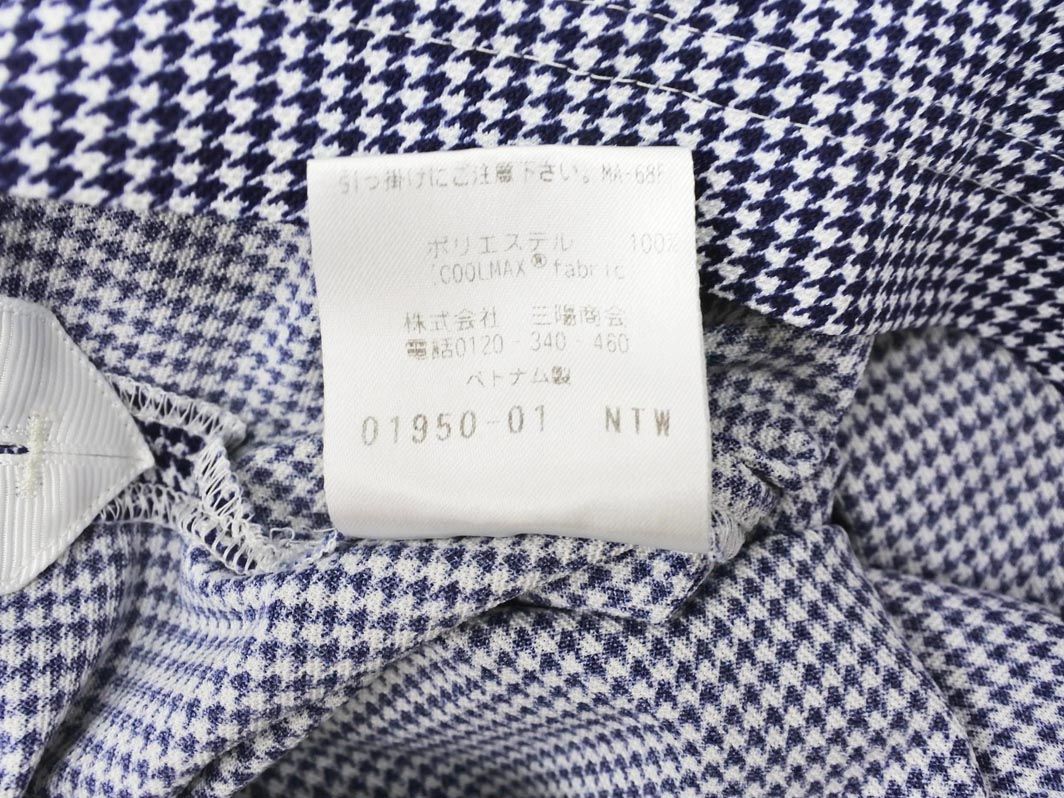 引っ掛けにご注意下さい。MA-68F
ポリエステル 100%
(COOLMAX® fabric
株式会社 三陽商会
電話0120-340-460
ベトナム製
01950-01 NTW